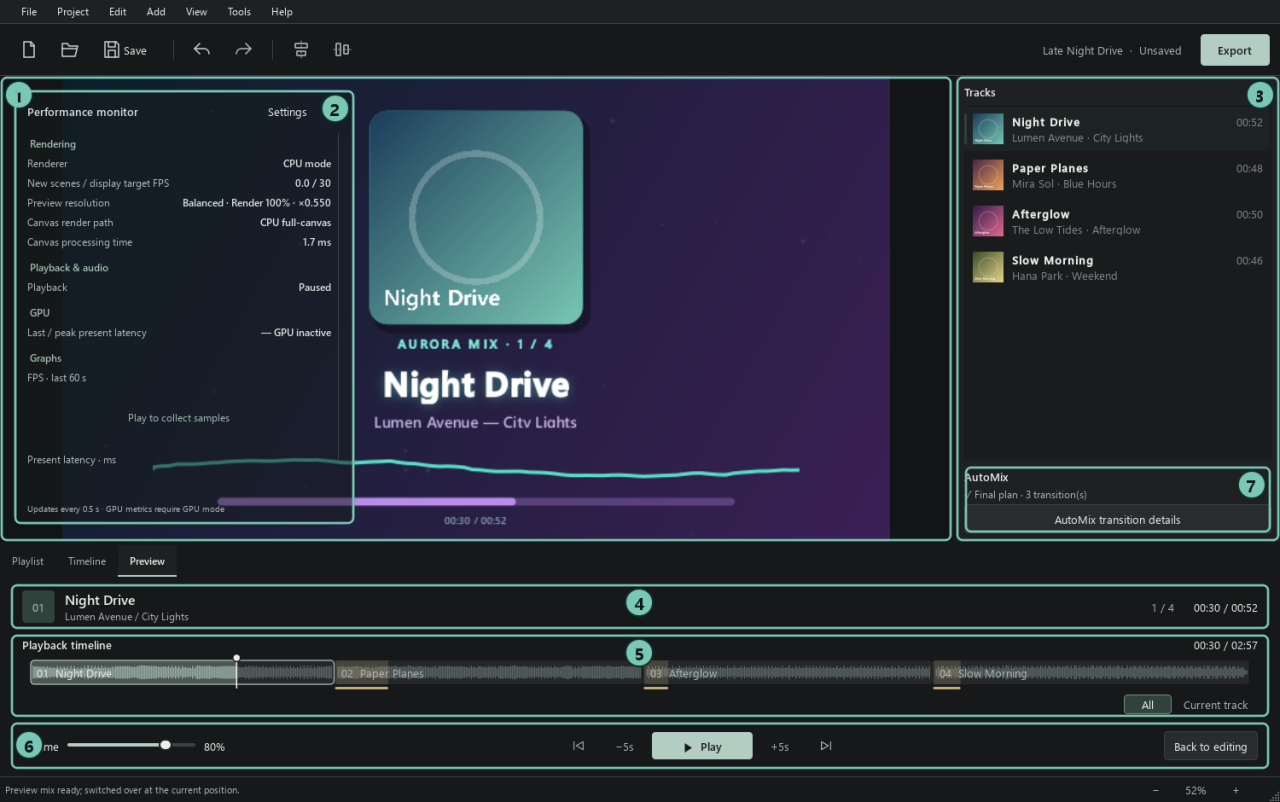 File Project Edit Add View Tools Help
Save
Late Night Drive · Unsaved
Export
1
Performance monitor
Settings
2
Rendering
Renderer CPU mode
New scenes / display target FPS 0.0 / 30
Preview resolution Balanced · Render 100% · ×0.550
Canvas render path CPU full-canvas
Canvas processing time 1.7 ms
Playback & audio
Playback Paused
GPU
Last / peak present latency — GPU inactive
Graphs
FPS · last 60 s
Play to collect samples
Present latency · ms
Updates every 0.5 s · GPU metrics require GPU mode
Night Drive
AURORA MIX · 1 / 4
Night Drive
Lumen Avenue — City Lights
00:30 / 00:52
Tracks
3
Night Drive 00:52
Lumen Avenue · City Lights
Paper Planes 00:48
Mira Sol · Blue Hours
Afterglow 00:50
The Low Tides · Afterglow
Slow Morning 00:46
Hana Park · Weekend
AutoMix
7
/ Final plan · 3 transition(s)
AutoMix transition details
Playlist Timeline Preview
01
Night Drive
Lumen Avenue / City Lights
4
1 / 4 00:30 / 00:52
Playback timeline
5
00:30 / 02:57
01 Night Drive 02 Paper Planes 03 Afterglow 04 Slow Morning
All Current track
6
me 80%
−5s Play +5s
Back to editing
Preview mix ready; switched over at the current position.
− 52% +